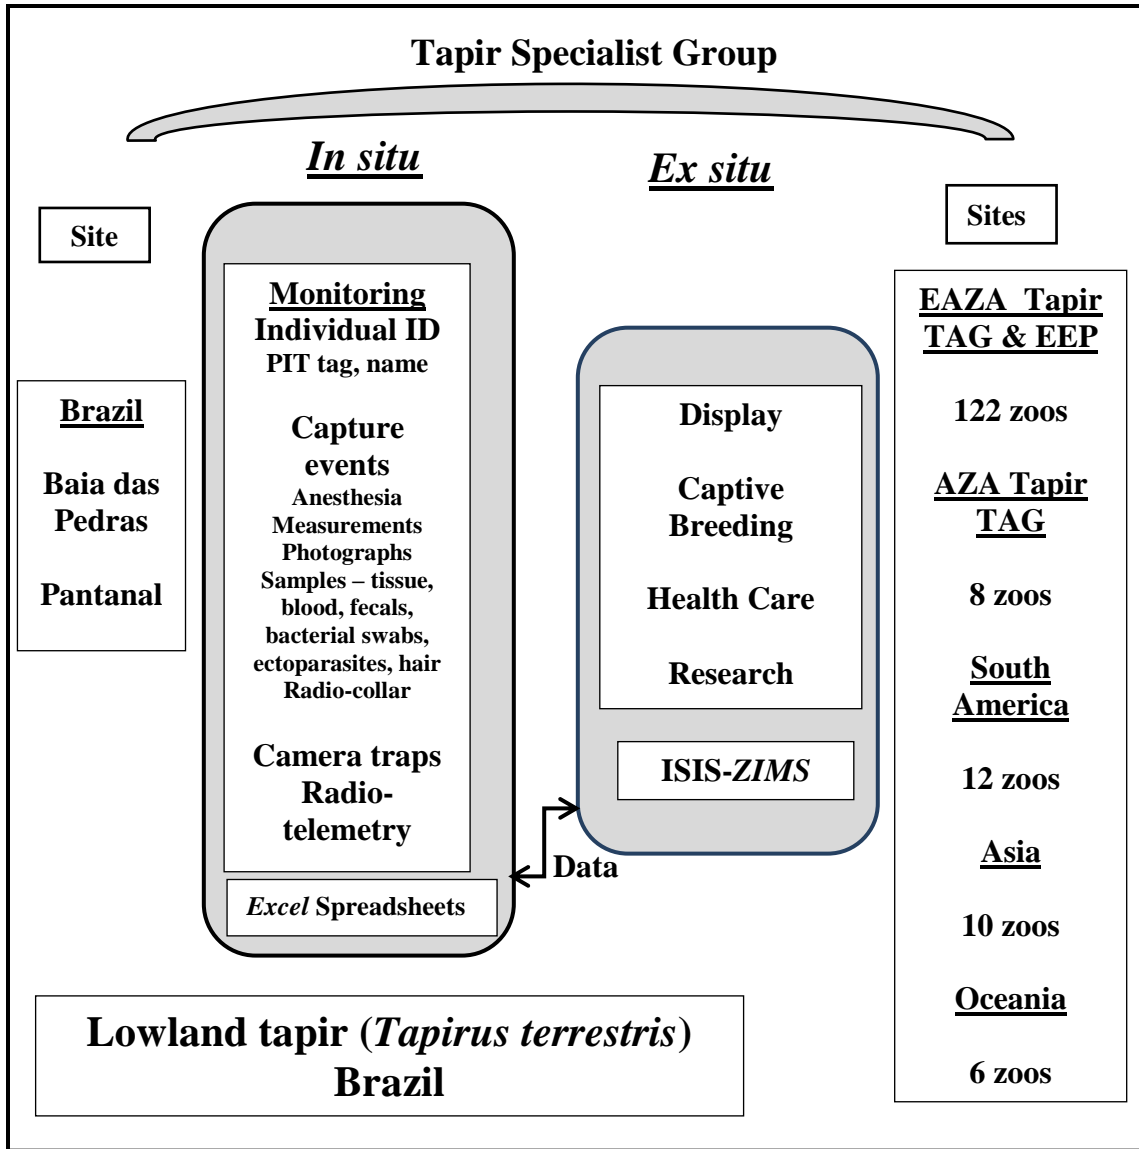 Tapir Specialist Group
In situ
Ex situ
Site
Sites
Brazil
Baia das
Pedras
Pantanal
Monitoring
Individual ID
PIT tag, name
Capture
events
Anesthesia
Measurements
Photographs
Samples – tissue,
blood, fecals,
bacterial swabs,
ectoparasites, hair
Radio-collar
Camera traps
Radio-
telemetry
Excel Spreadsheets
Data
Display
Captive
Breeding
Health Care
Research
ISIS-ZIMS
EAZA Tapir
TAG & EEP
122 zoos
AZA Tapir
TAG
8 zoos
South
America
12 zoos
Asia
10 zoos
Oceania
6 zoos
Lowland tapir (Tapirus terrestris)
Brazil